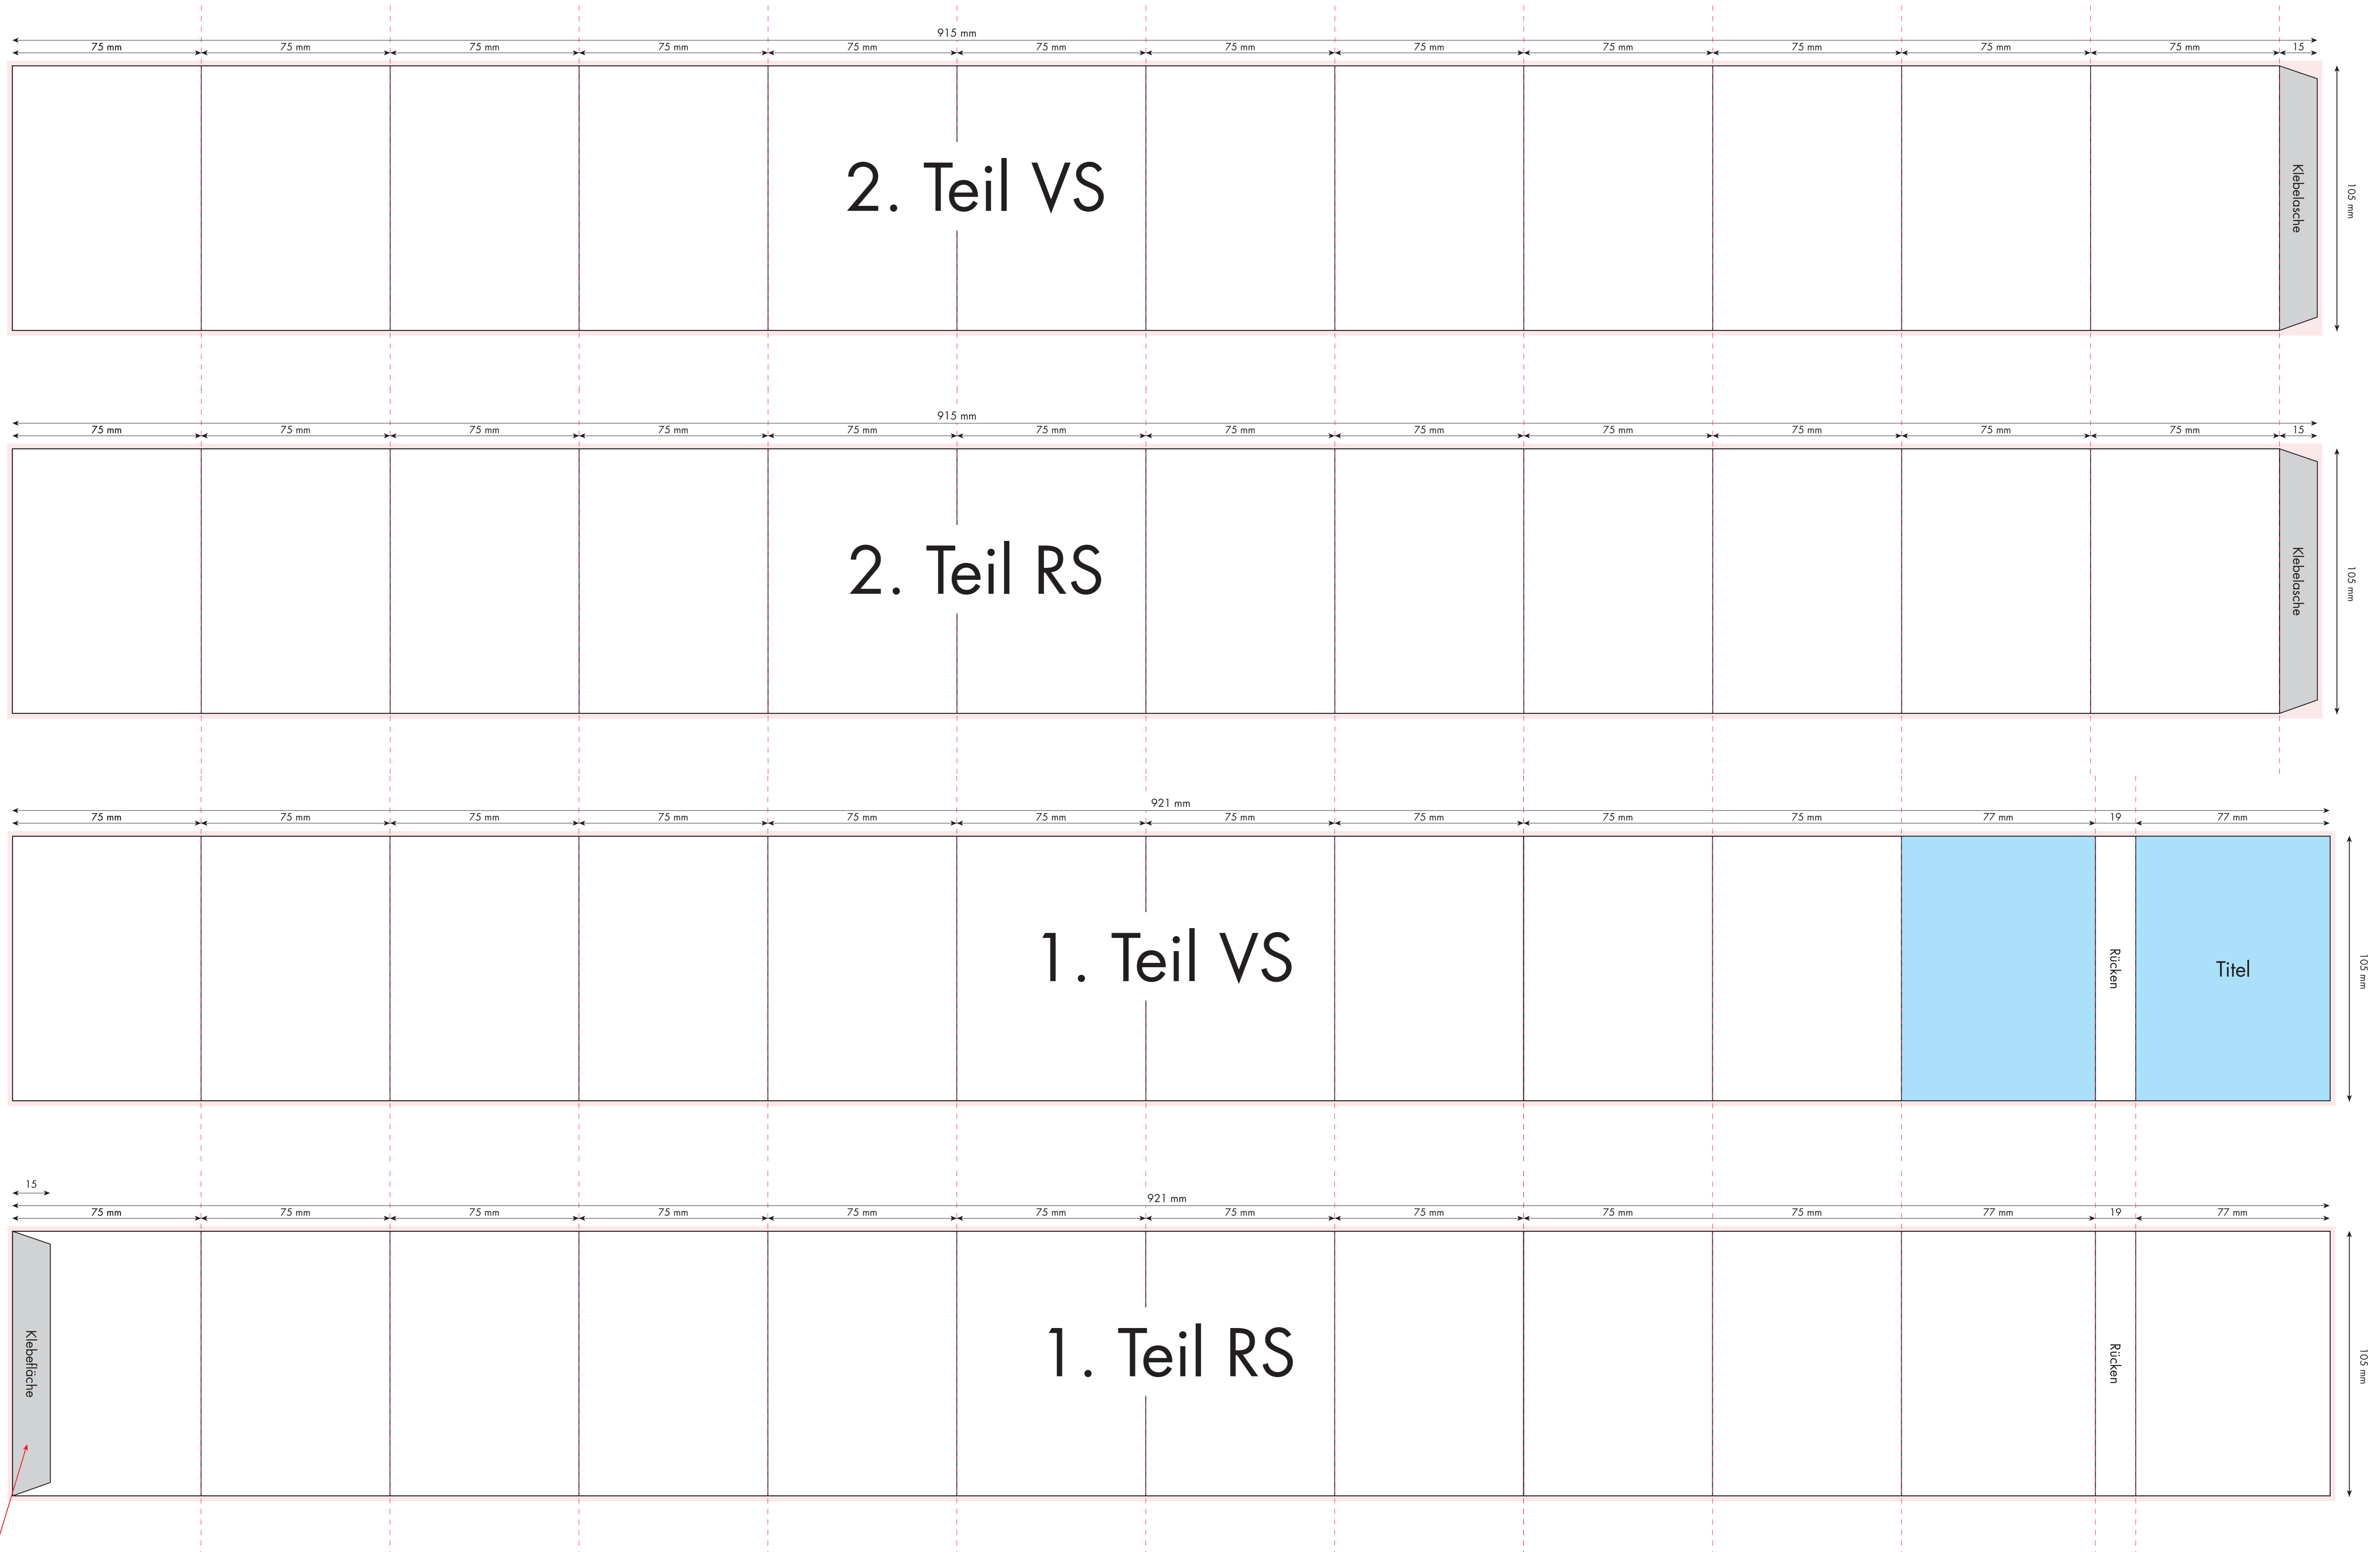 915 mm
75 mm 75 mm 75 mm 75 mm 75 mm 75 mm 75 mm 75 mm 75 mm 75 mm 75 mm 75 mm 15
2. Teil VS
Klebelasche
105 mm
915 mm
75 mm 75 mm 75 mm 75 mm 75 mm 75 mm 75 mm 75 mm 75 mm 75 mm 75 mm 75 mm 15
2. Teil RS
Klebelasche
105 mm
921 mm
75 mm 75 mm 75 mm 75 mm 75 mm 75 mm 75 mm 75 mm 75 mm 75 mm 77 mm 19 77 mm
1. Teil VS
Rücken
Titel
105 mm
15
921 mm
75 mm 75 mm 75 mm 75 mm 75 mm 75 mm 75 mm 75 mm 75 mm 75 mm 77 mm 19 77 mm
Klebefläche
1. Teil RS
Rücken
105 mm